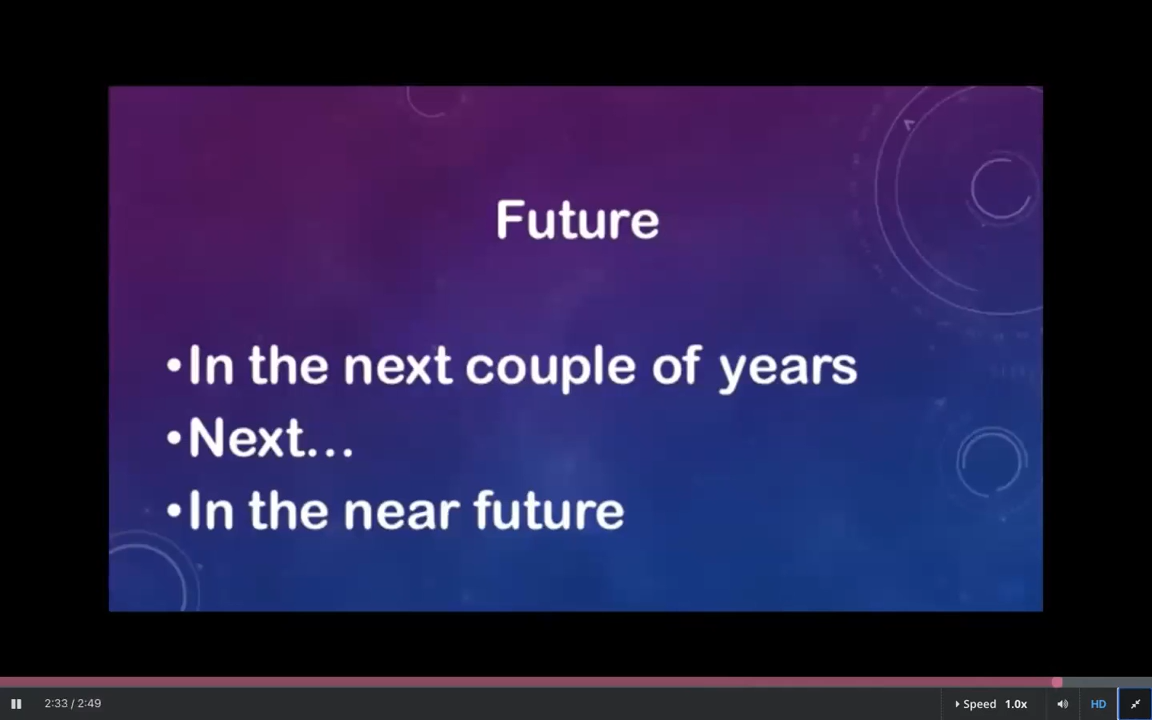 Future
•In the next couple of years
•Next...
•In the near future
2:33 / 2:49
Speed 1.0x
HD